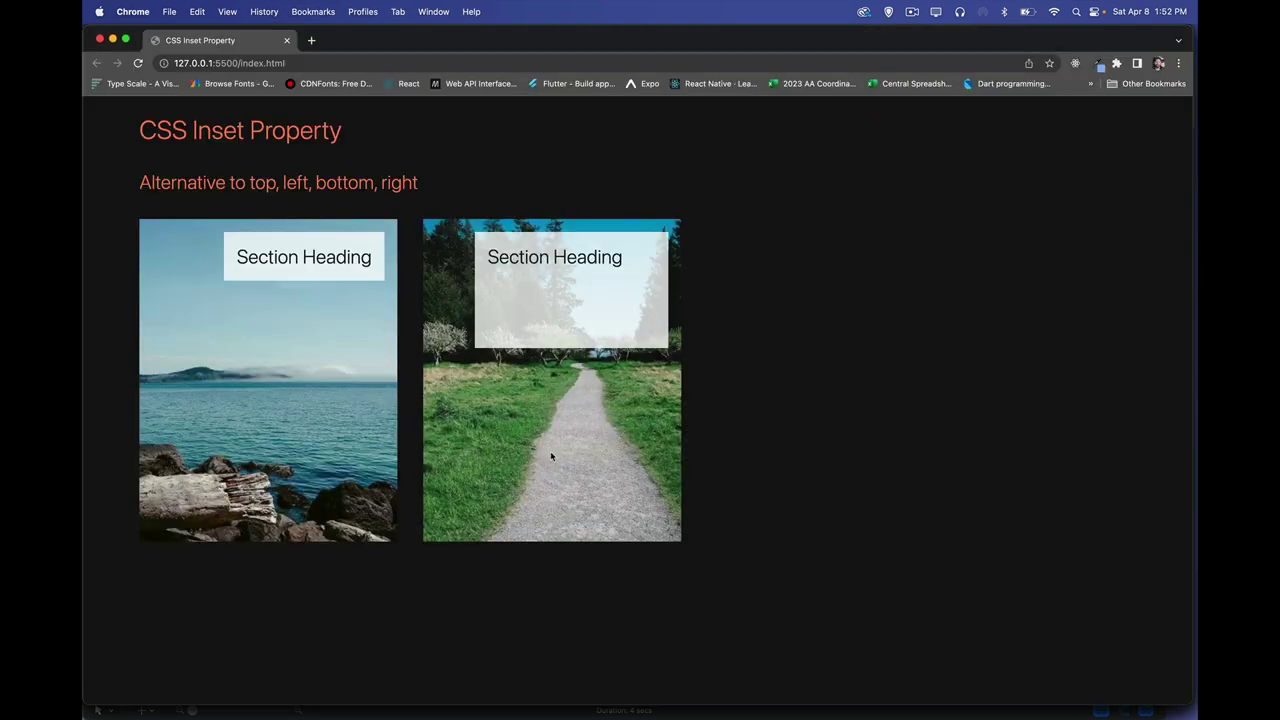 Chrome File Edit View History Bookmarks Profiles Tab Window Help Sat Apr 8 1:52 PM
CSS Inset Property
127.0.0.1:5500/index.html
Type Scale - A Vis... Browse Fonts - G... CDNFonts: Free D... React Web API Interface... Flutter - Build app... Expo React Native · Lea... 2023 AA Coordina... Central Spreadsh... Dart programming... » Other Bookmarks
CSS Inset Property
Alternative to top, left, bottom, right
Section Heading
Section Heading
Duration: 4 secs